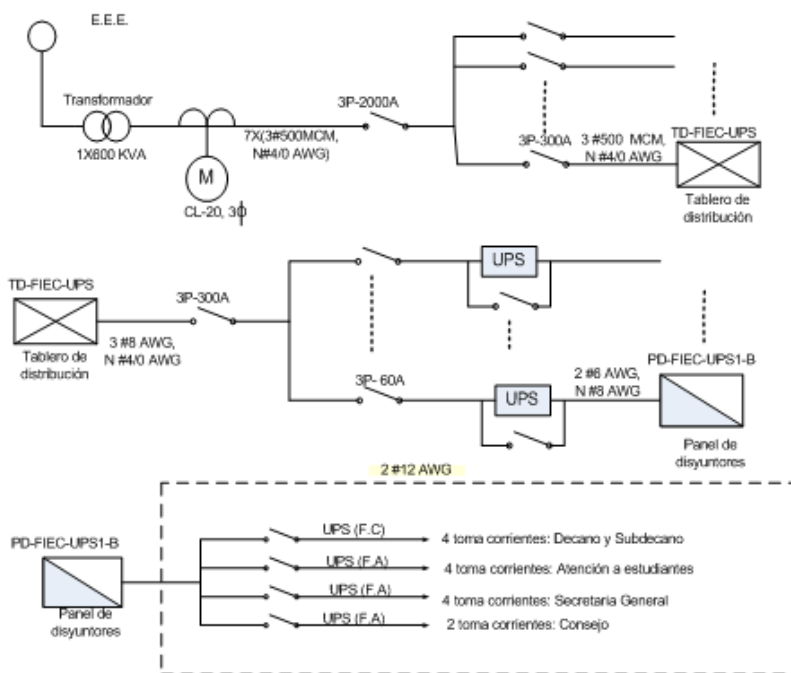 E.E.E.
Transformador
1X600 KVA
M
CL-20, 3Φ
7X(3#500MCM,
N#4/0 AWG)
3P-2000A
3P-300A
3 #500 MCM,
N #4/0 AWG
TD-FIEC-UPS
Tablero de
distribución
TD-FIEC-UPS
Tablero de
distribución
3 #8 AWG,
N #4/0 AWG
3P-300A
UPS
3P- 60A
UPS
2 #6 AWG,
N #8 AWG
PD-FIEC-UPS1-B
Panel de
disyuntores
2 #12 AWG
PD-FIEC-UPS1-B
Panel de
disyuntores
UPS (F.C)
4 toma corrientes: Decano y Subdecano
UPS (F.A)
4 toma corrientes: Atención a estudiantes
UPS (F.A)
4 toma corrientes: Secretaria General
UPS (F.A)
2 toma corrientes: Consejo